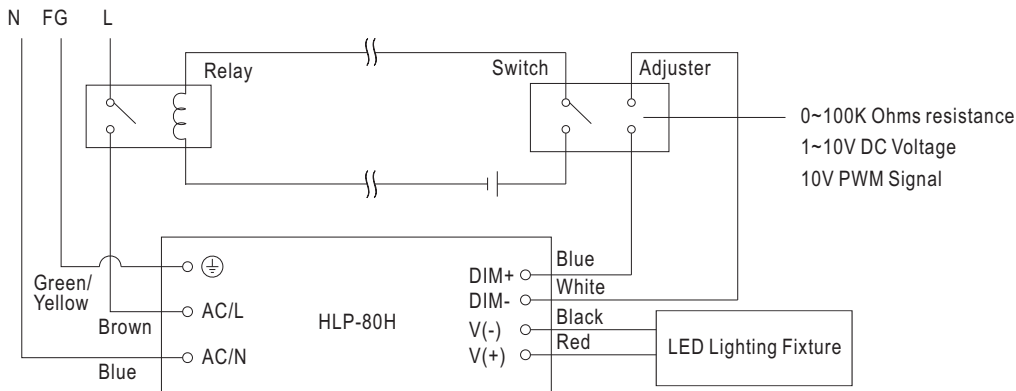 N FG L
Relay
Switch
Adjuster
0~100K Ohms resistance
1~10V DC Voltage
10V PWM Signal
Green/
Yellow
Brown
Blue
AC/L
AC/N
HLP-80H
DIM+
DIM-
V(-)
V(+)
Blue
White
Black
Red
LED Lighting Fixture